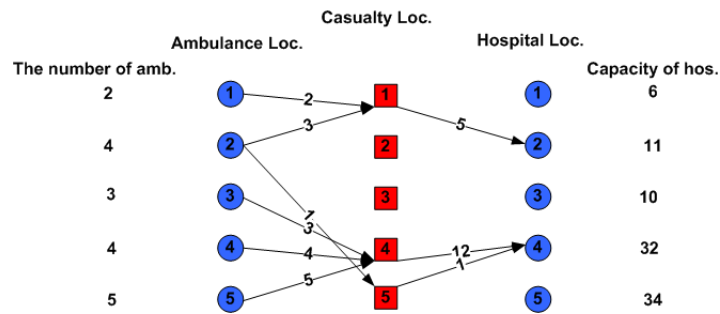 Casualty Loc.
Ambulance Loc.
Hospital Loc.
The number of amb.
Capacity of hos.
2 1 2 1 1 6
3 5
4 2 2 2 11
3 3 3 3 10
1
3
4 4 4 4 12 4 32
1
5
5 5 5 5 34